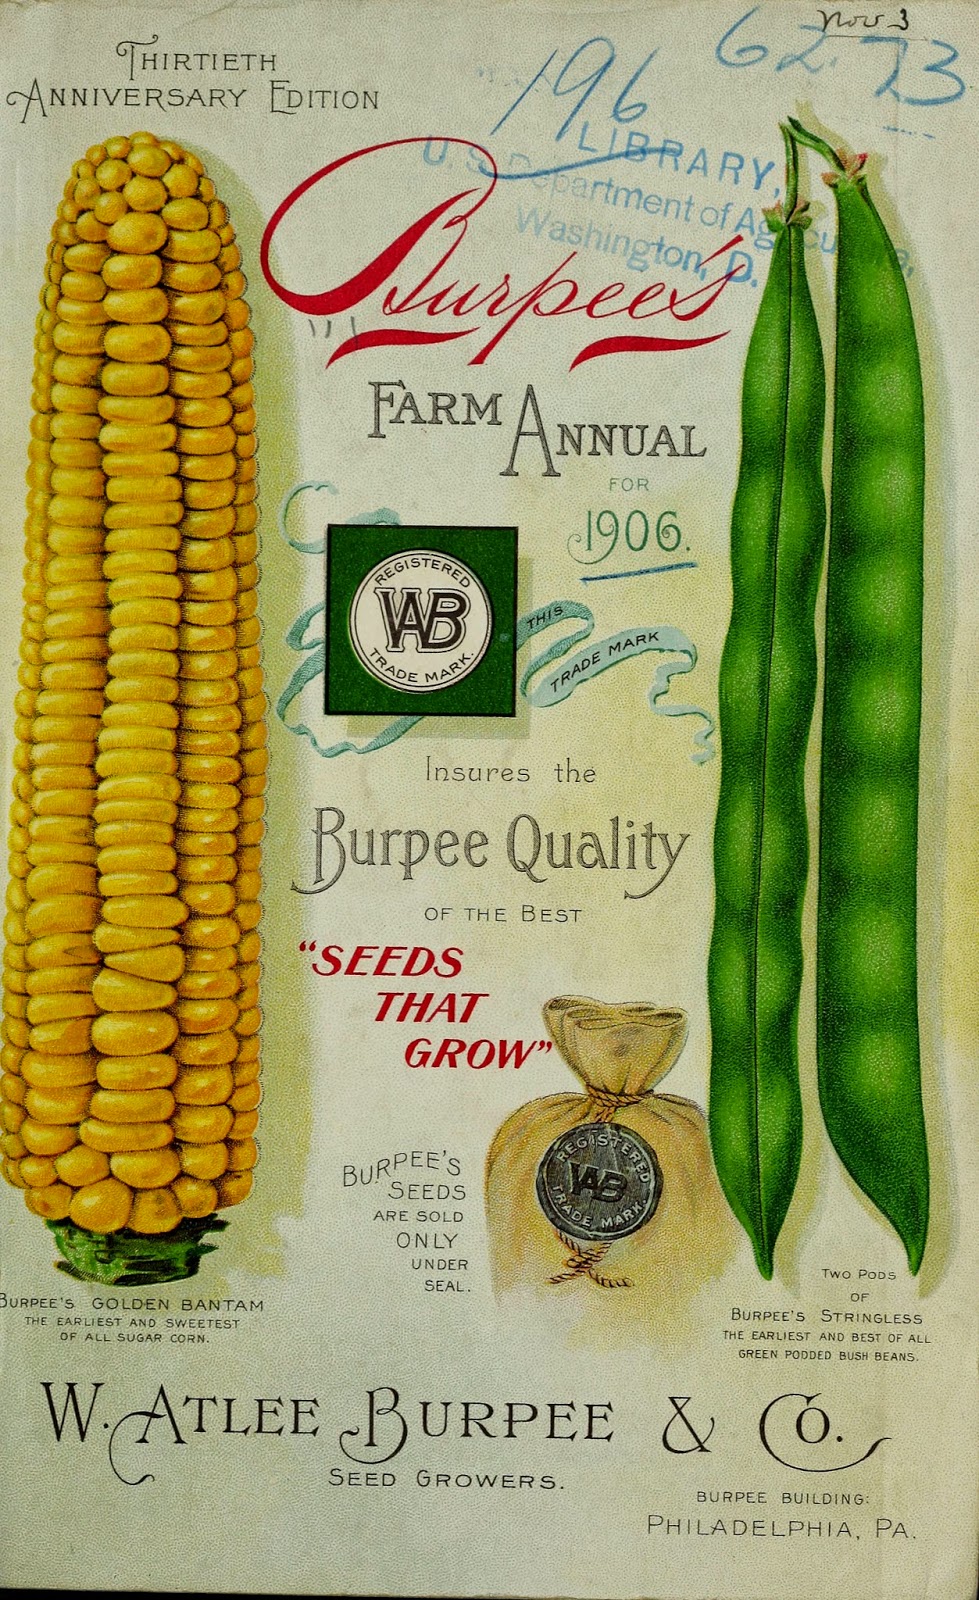 Nov 3
62.73
196
THIRTIETH
ANNIVERSARY EDITION
LIBRARY,
U. S. Department of Agriculture,
Washington, D.
Burpee's
FARM ANNUAL
FOR
1906.
REGISTERED
WAB
TRADE MARK.
THIS
TRADE MARK
Insures the
Burpee Quality
OF THE BEST
"SEEDS
THAT
GROW"
REGISTERED
WAB
TRADE MARK
BURPEE'S
SEEDS
ARE SOLD
ONLY
UNDER
SEAL.
BURPEE'S GOLDEN BANTAM
THE EARLIEST AND SWEETEST
OF ALL SUGAR CORN.
TWO PODS
OF
BURPEE'S STRINGLESS
THE EARLIEST AND BEST OF ALL
GREEN PODDED BUSH BEANS.
W. ATLEE BURPEE & CO.
SEED GROWERS.
BURPEE BUILDING:
PHILADELPHIA, PA.